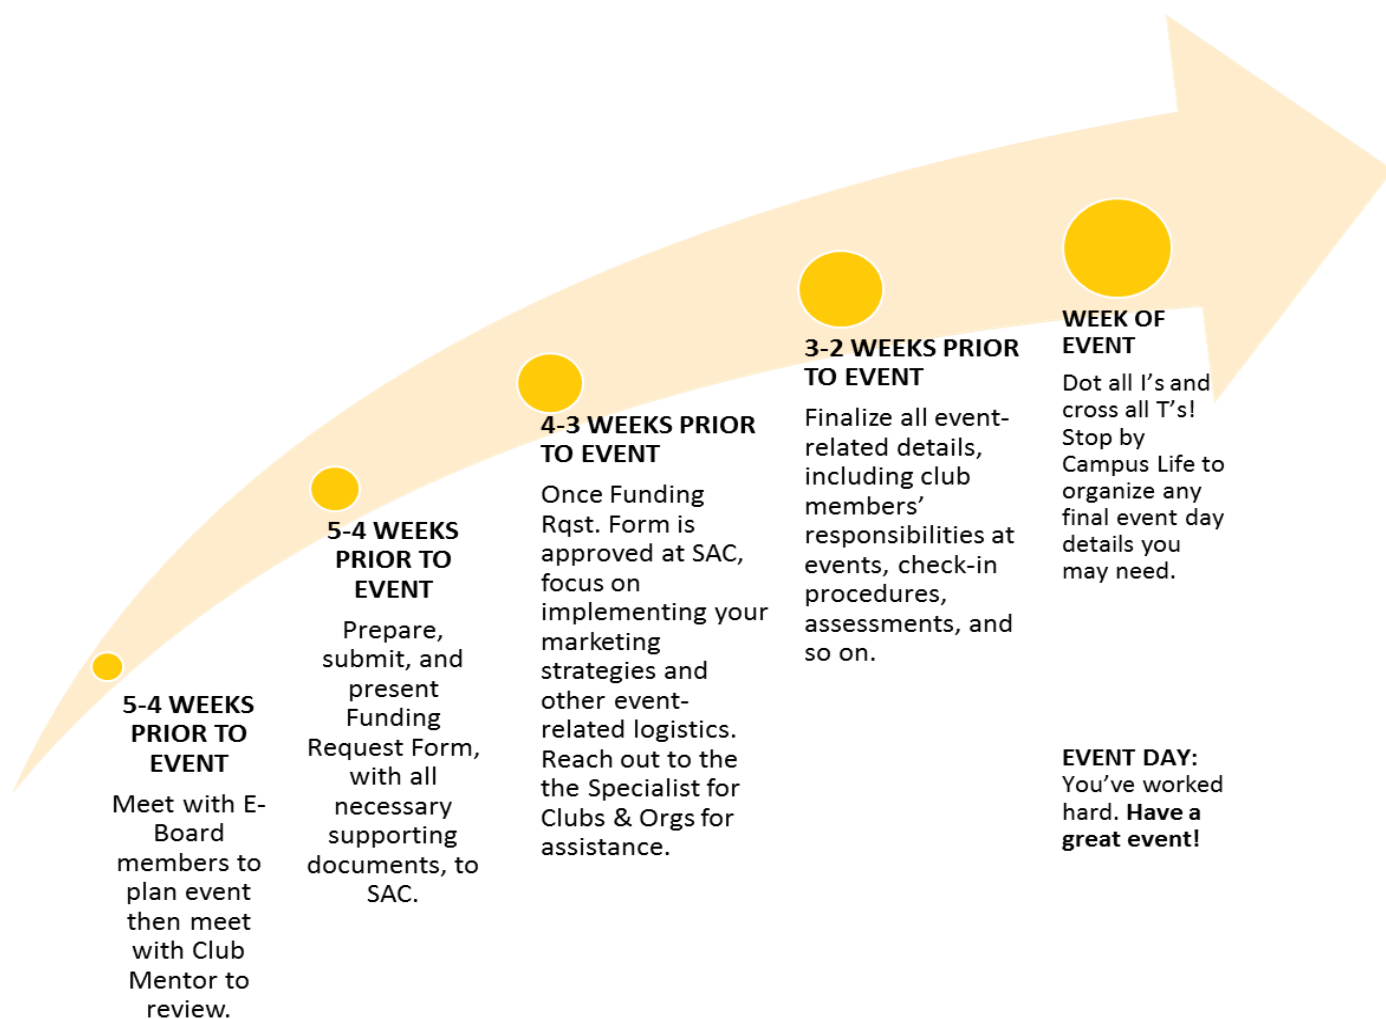 5-4 WEEKS
PRIOR TO
EVENT
Meet with E-
Board
members to
plan event
then meet
with Club
Mentor to
review.
5-4 WEEKS
PRIOR TO
EVENT
Prepare,
submit, and
present
Funding
Request Form,
with all
necessary
supporting
documents, to
SAC.
4-3 WEEKS PRIOR
TO EVENT
Once Funding
Rqst. Form is
approved at SAC,
focus on
implementing your
marketing
strategies and
other event-
related logistics.
Reach out to the
the Specialist for
Clubs & Orgs for
assistance.
3-2 WEEKS PRIOR
TO EVENT
Finalize all event-
related details,
including club
members’
responsibilities at
events, check-in
procedures,
assessments, and
so on.
WEEK OF
EVENT
Dot all I’s and
cross all T’s!
Stop by
Campus Life to
organize any
final event day
details you
may need.
EVENT DAY:
You’ve worked
hard. Have a
great event!